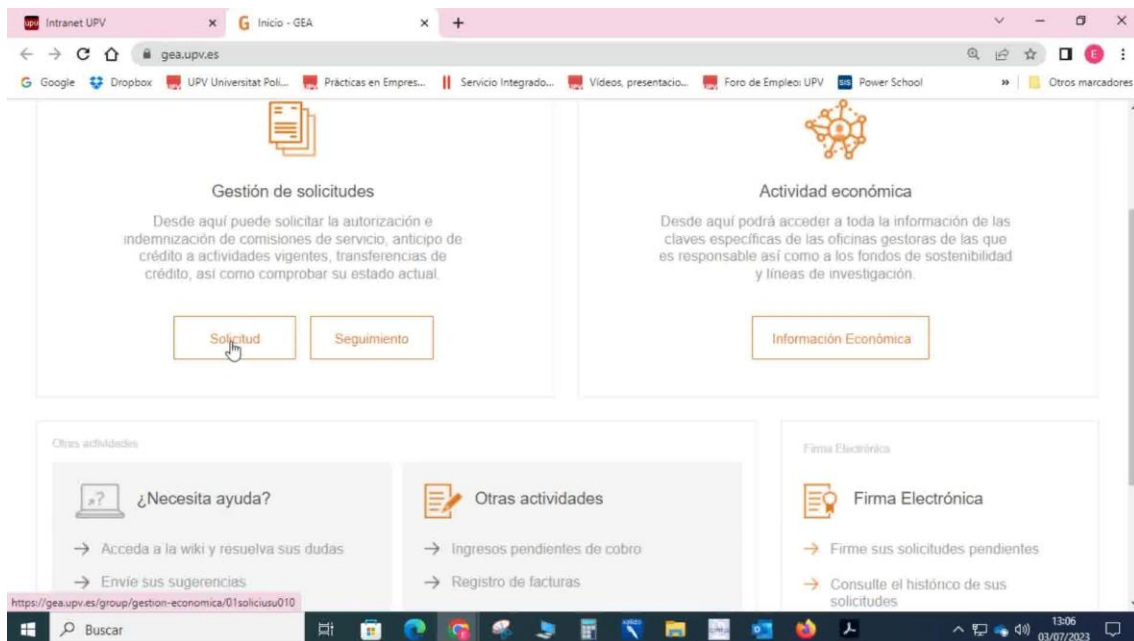 Intranet UPV
Inicio - GEA
gea.upv.es
Google
Dropbox
UPV Universitat Poli...
Prácticas en Empres...
Servicio Integrado...
Vídeos, presentacio...
Foro de Empleo: UPV
SIS Power School
»
Otros marcadores
Gestión de solicitudes
Desde aquí puede solicitar la autorización e
indemnización de comisiones de servicio, anticipo de
crédito a actividades vigentes, transferencias de
crédito, así como comprobar su estado actual.
Solicitud
Seguimiento
Actividad económica
Desde aquí podrá acceder a toda la información de las
claves específicas de las oficinas gestoras de las que
es responsable así como a los fondos de sostenibilidad
y líneas de investigación.
Información Económica
Otras actividades
¿Necesita ayuda?
→ Acceda a la wiki y resuelva sus dudas
→ Envíe sus sugerencias
Otras actividades
→ Ingresos pendientes de cobro
→ Registro de facturas
Firma Electrónica
Firma Electrónica
→ Firme sus solicitudes pendientes
→ Consulte el histórico de sus
solicitudes
https://gea.upv.es/group/gestion-economica/01soliciusu010
Buscar
13:06
03/07/2023